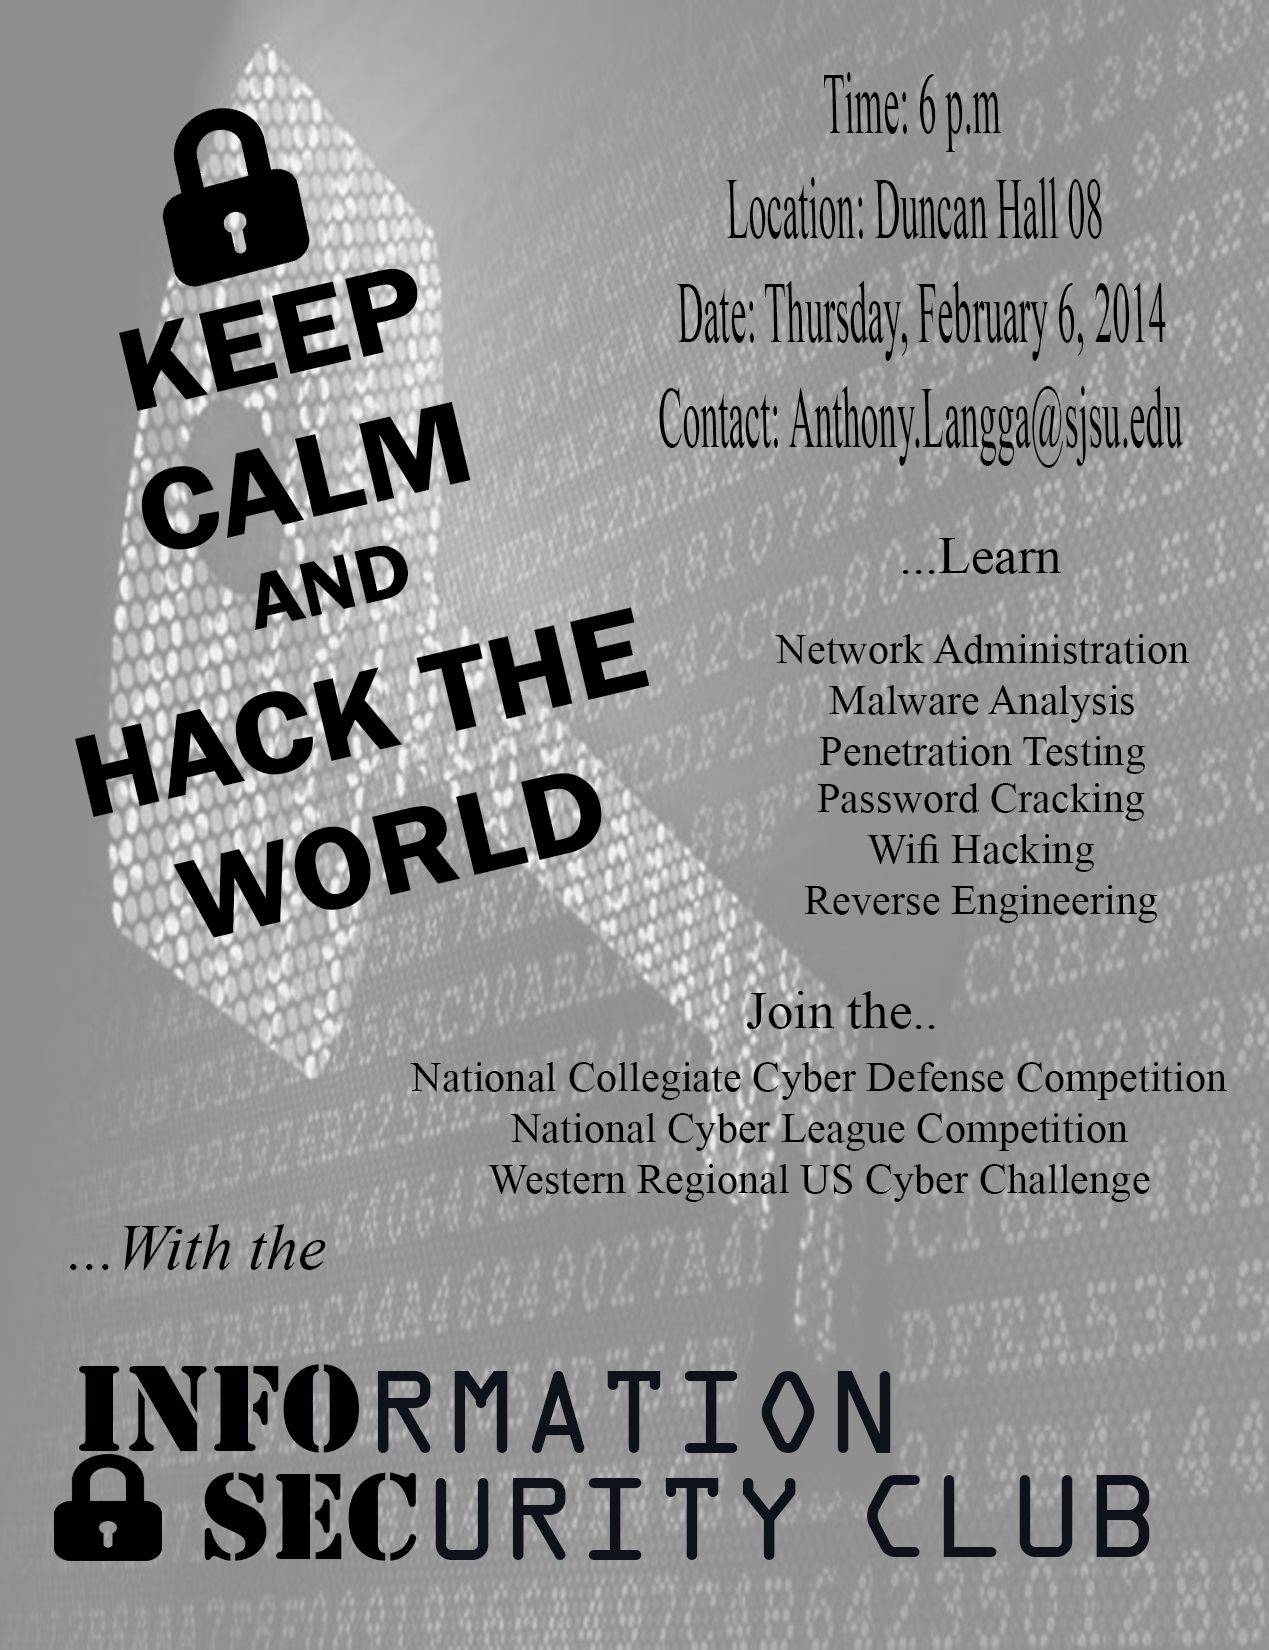 KEEP
CALM
AND
HACK THE
WORLD
Time: 6 p.m
Location: Duncan Hall 08
Date: Thursday, February 6, 2014
Contact: Anthony.Langga@sjsu.edu
...Learn
Network Administration
Malware Analysis
Penetration Testing
Password Cracking
Wifi Hacking
Reverse Engineering
Join the..
National Collegiate Cyber Defense Competition
National Cyber League Competition
Western Regional US Cyber Challenge
...With the
INFORMATION
SECURITY CLUB